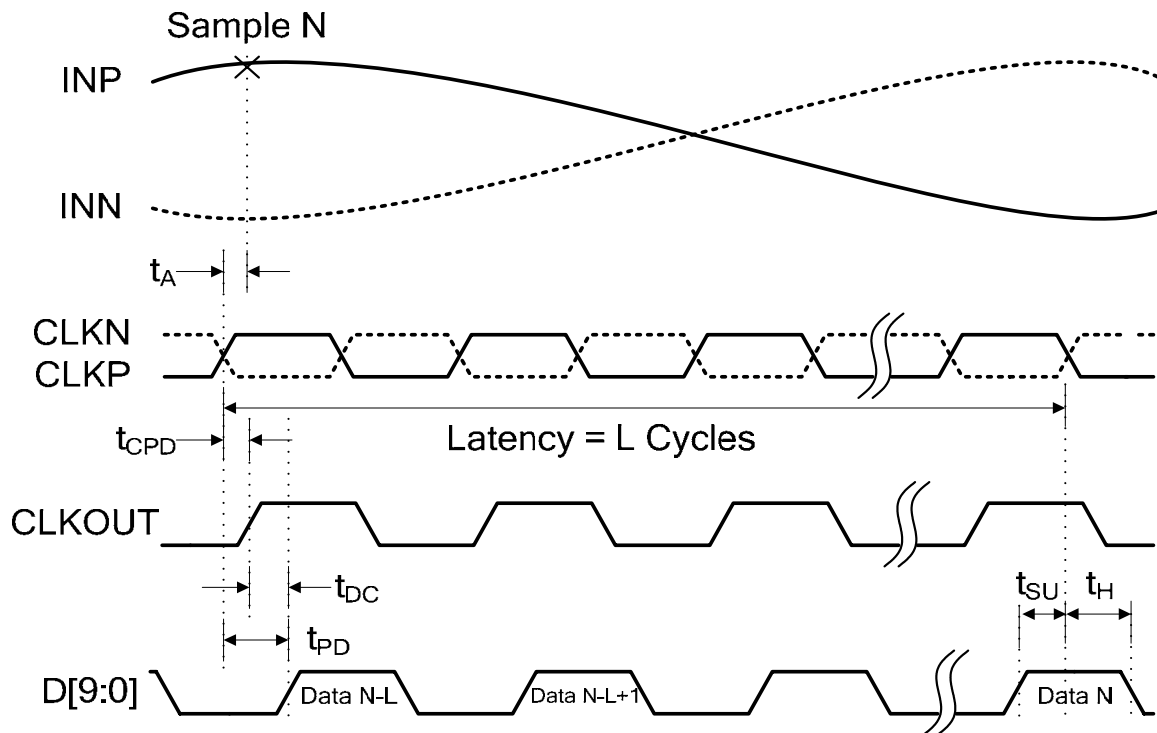 Sample N
INP
INN
tA
CLKN
CLKP
tCPD
Latency = L Cycles
CLKOUT
tDC
tSU
tH
tPD
D[9:0]
Data N-L
Data N-L+1
Data N